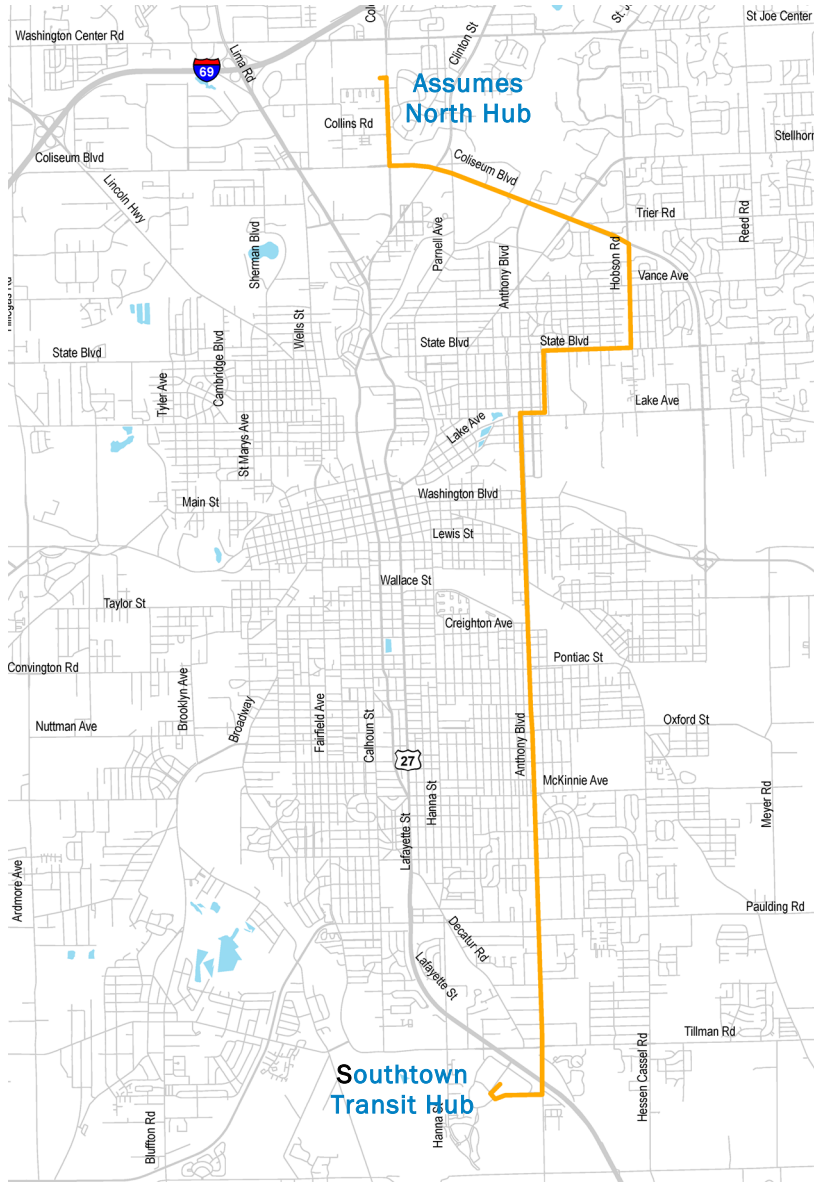 Washington Center Rd
Lima Rd
Clinton St
St Joe Center
69
Assumes
North Hub
Collins Rd
Stellhorn
Coliseum Blvd
Coliseum Blvd
Lincoln Hwy
Trier Rd
Reed Rd
Parnell Ave
Sherman Blvd
Anthony Blvd
Hobson Rd
Vance Ave
Wells St
State Blvd
State Blvd
State Blvd
Cambridge Blvd
Tyler Ave
Lake Ave
Lake Ave
St Marys Ave
Main St
Washington Blvd
Lewis St
Wallace St
Taylor St
Creighton Ave
Pontiac St
Convington Rd
Brooklyn Ave
Broadway
Fairfield Ave
Calhoun St
Nuttman Ave
Oxford St
Anthony Blvd
27
McKinnie Ave
Hanna St
Meyer Rd
Lafayette St
Ardmore Ave
Paulding Rd
Decatur Rd
Lafayette St
Tillman Rd
Hessen Cassel Rd
Southtown
Transit Hub
Hanna St
Bluffton Rd